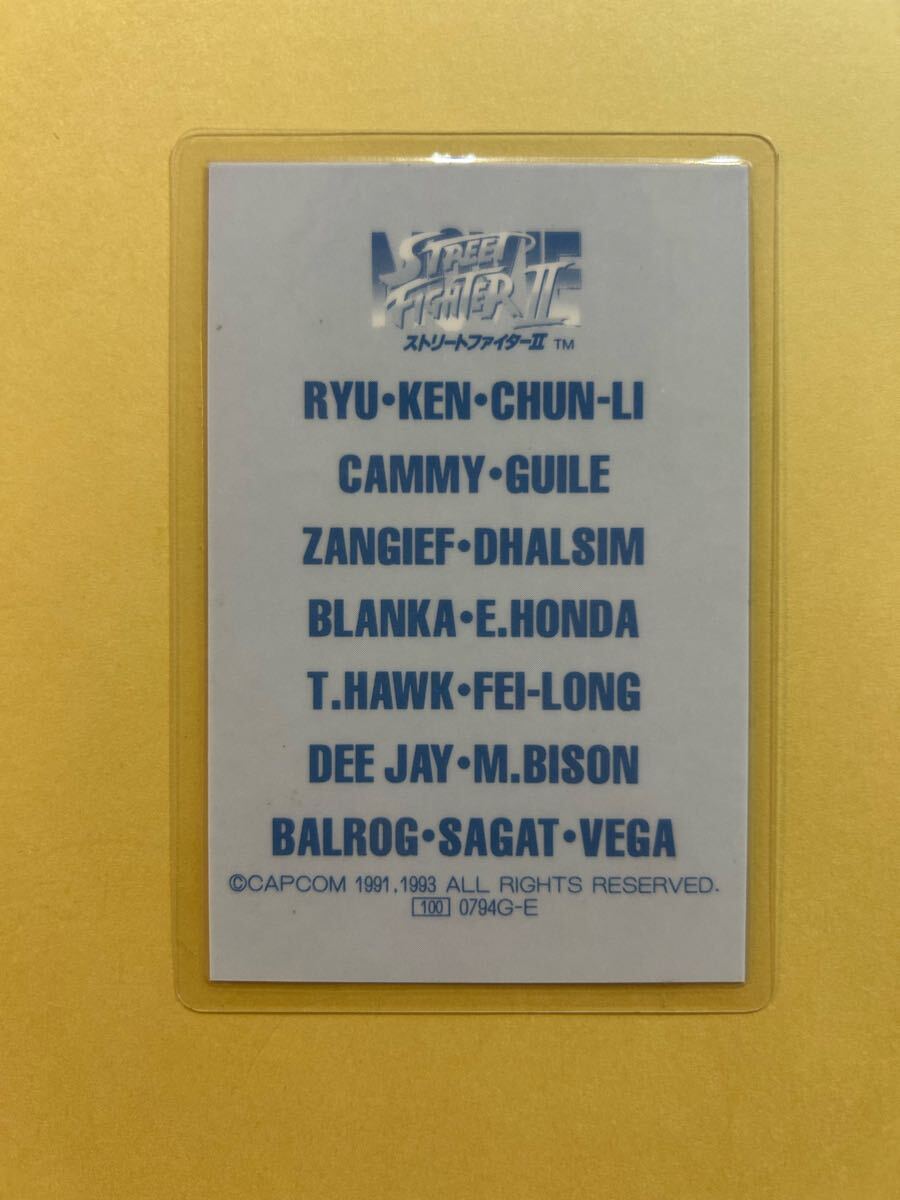 MOVIE
STREET
FIGHTER II
ストリートファイターII TM
RYU・KEN・CHUN-LI
CAMMY・GUILE
ZANGIEF・DHALSIM
BLANKA・E.HONDA
T.HAWK・FEI-LONG
DEE JAY・M.BISON
BALROG・SAGAT・VEGA
©CAPCOM 1991,1993 ALL RIGHTS RESERVED.
100 0794G-E